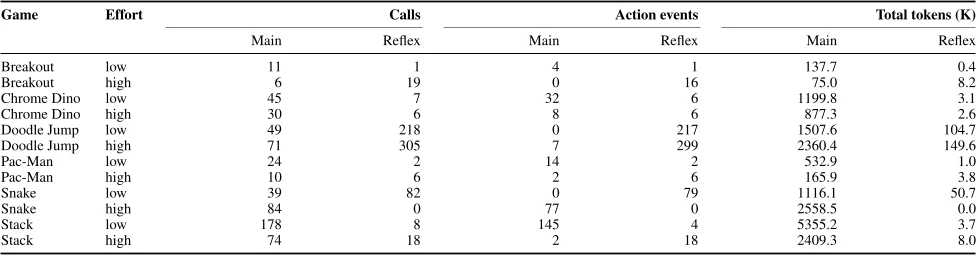 Game Effort Calls Action events Total tokens (K)
Main Reflex Main Reflex Main Reflex
Breakout low 11 1 4 1 137.7 0.4
Breakout high 6 19 0 16 75.0 8.2
Chrome Dino low 45 7 32 6 1199.8 3.1
Chrome Dino high 30 6 8 6 877.3 2.6
Doodle Jump low 49 218 0 217 1507.6 104.7
Doodle Jump high 71 305 7 299 2360.4 149.6
Pac-Man low 24 2 14 2 532.9 1.0
Pac-Man high 10 6 2 6 165.9 3.8
Snake low 39 82 0 79 1116.1 50.7
Snake high 84 0 77 0 2558.5 0.0
Stack low 178 8 145 4 5355.2 3.7
Stack high 74 18 2 18 2409.3 8.0